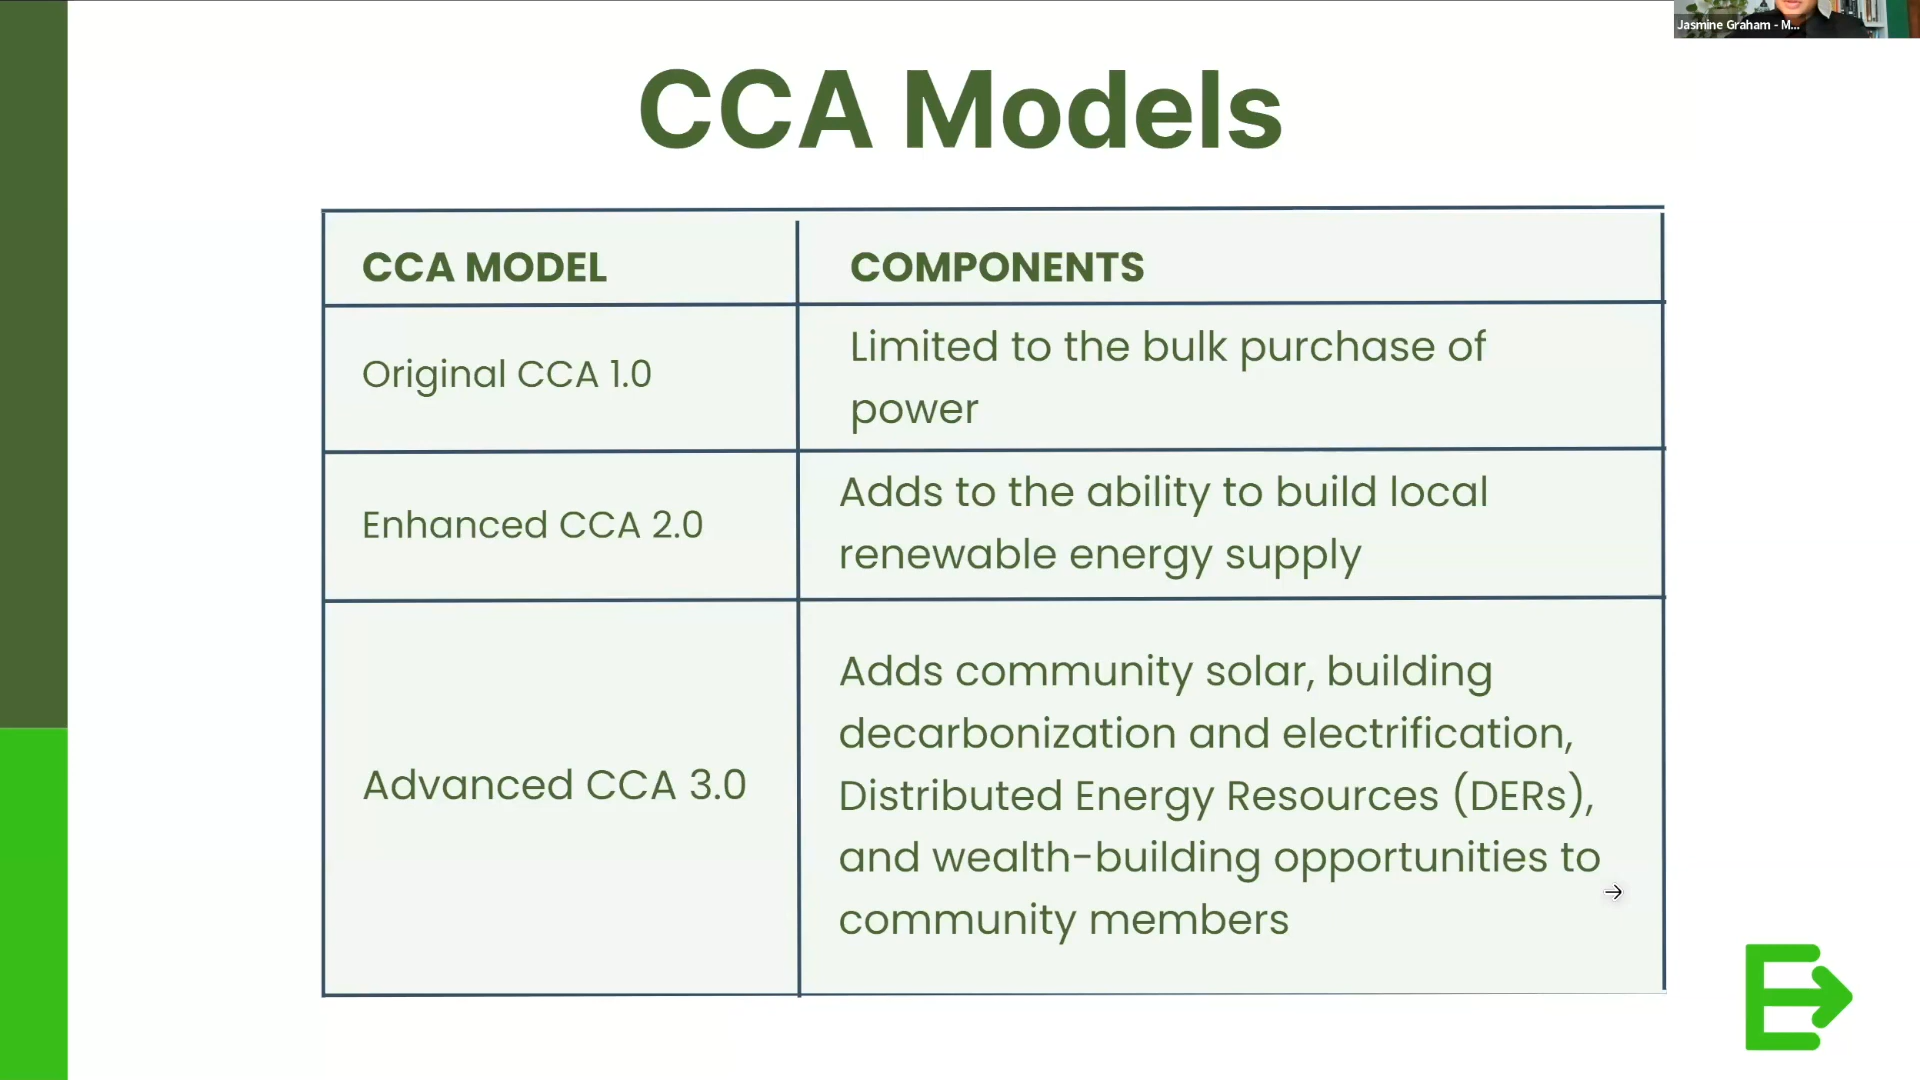 Jasmine Graham - M...
CCA Models
CCA MODEL
COMPONENTS
Original CCA 1.0
Limited to the bulk purchase of
power
Enhanced CCA 2.0
Adds to the ability to build local
renewable energy supply
Advanced CCA 3.0
Adds community solar, building
decarbonization and electrification,
Distributed Energy Resources (DERs),
and wealth-building opportunities to
community members